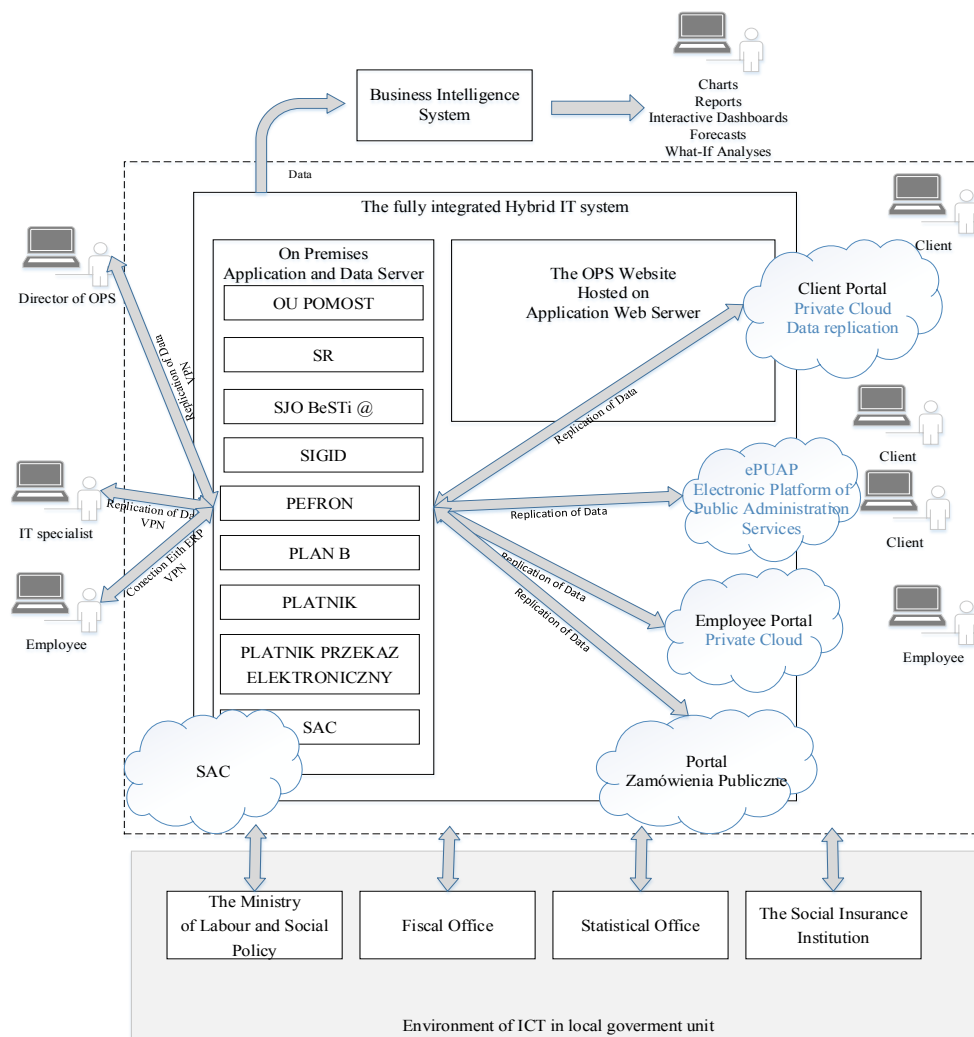 Business Intelligence
System
Charts
Reports
Interactive Dashboards
Forecasts
What-If Analyses
Data
The fully integrated Hybrid IT system
On Premises
Application and Data Server
OU POMOST
SR
SJO BeSTi @
SIGID
PEFRON
PLAN B
PLATNIK
PLATNIK PRZEKAZ
ELEKTRONICZNY
SAC
The OPS Website
Hosted on
Application Web Serwer
Director of OPS
Replication of Data
VPN
IT specialist
Replication of Da
VPN
Employee
Conection Eith ERP
VPN
Client
Client Portal
Private Cloud
Data replication
Replication of Data
Client
ePUAP
Electronic Platform of
Public Administration
Services
Replication of Data
Client
Replication of Data
Employee Portal
Private Cloud
Employee
Replication of Data
Portal
Zamówienia Publiczne
SAC
The Ministry
of Labour and Social
Policy
Fiscal Office
Statistical Office
The Social Insurance
Institution
Environment of ICT in local goverment unit